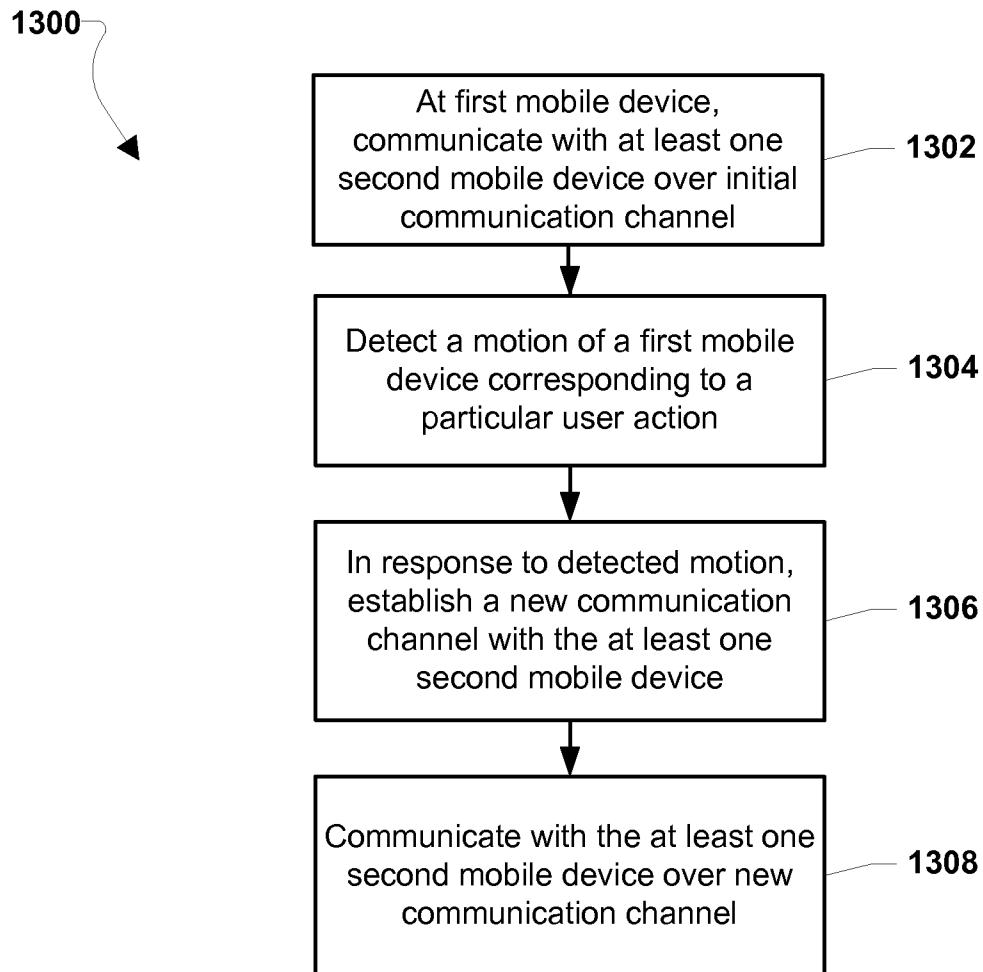 1300
At first mobile device,
communicate with at least one
second mobile device over initial
communication channel
1302
Detect a motion of a first mobile
device corresponding to a
particular user action
1304
In response to detected motion,
establish a new communication
channel with the at least one
second mobile device
1306
Communicate with the at least one
second mobile device over new
communication channel
1308